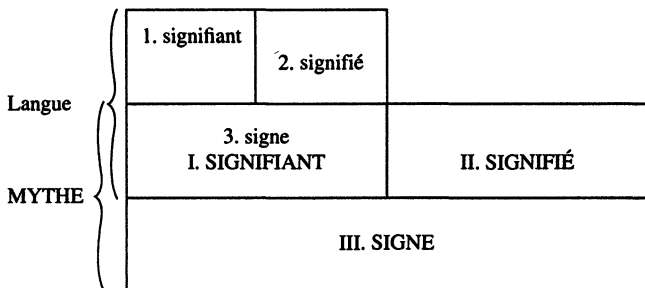 1. signifiant
2. signifié
Langue
3. signe
I. SIGNIFIANT
II. SIGNIFIÉ
MYTHE
III. SIGNE